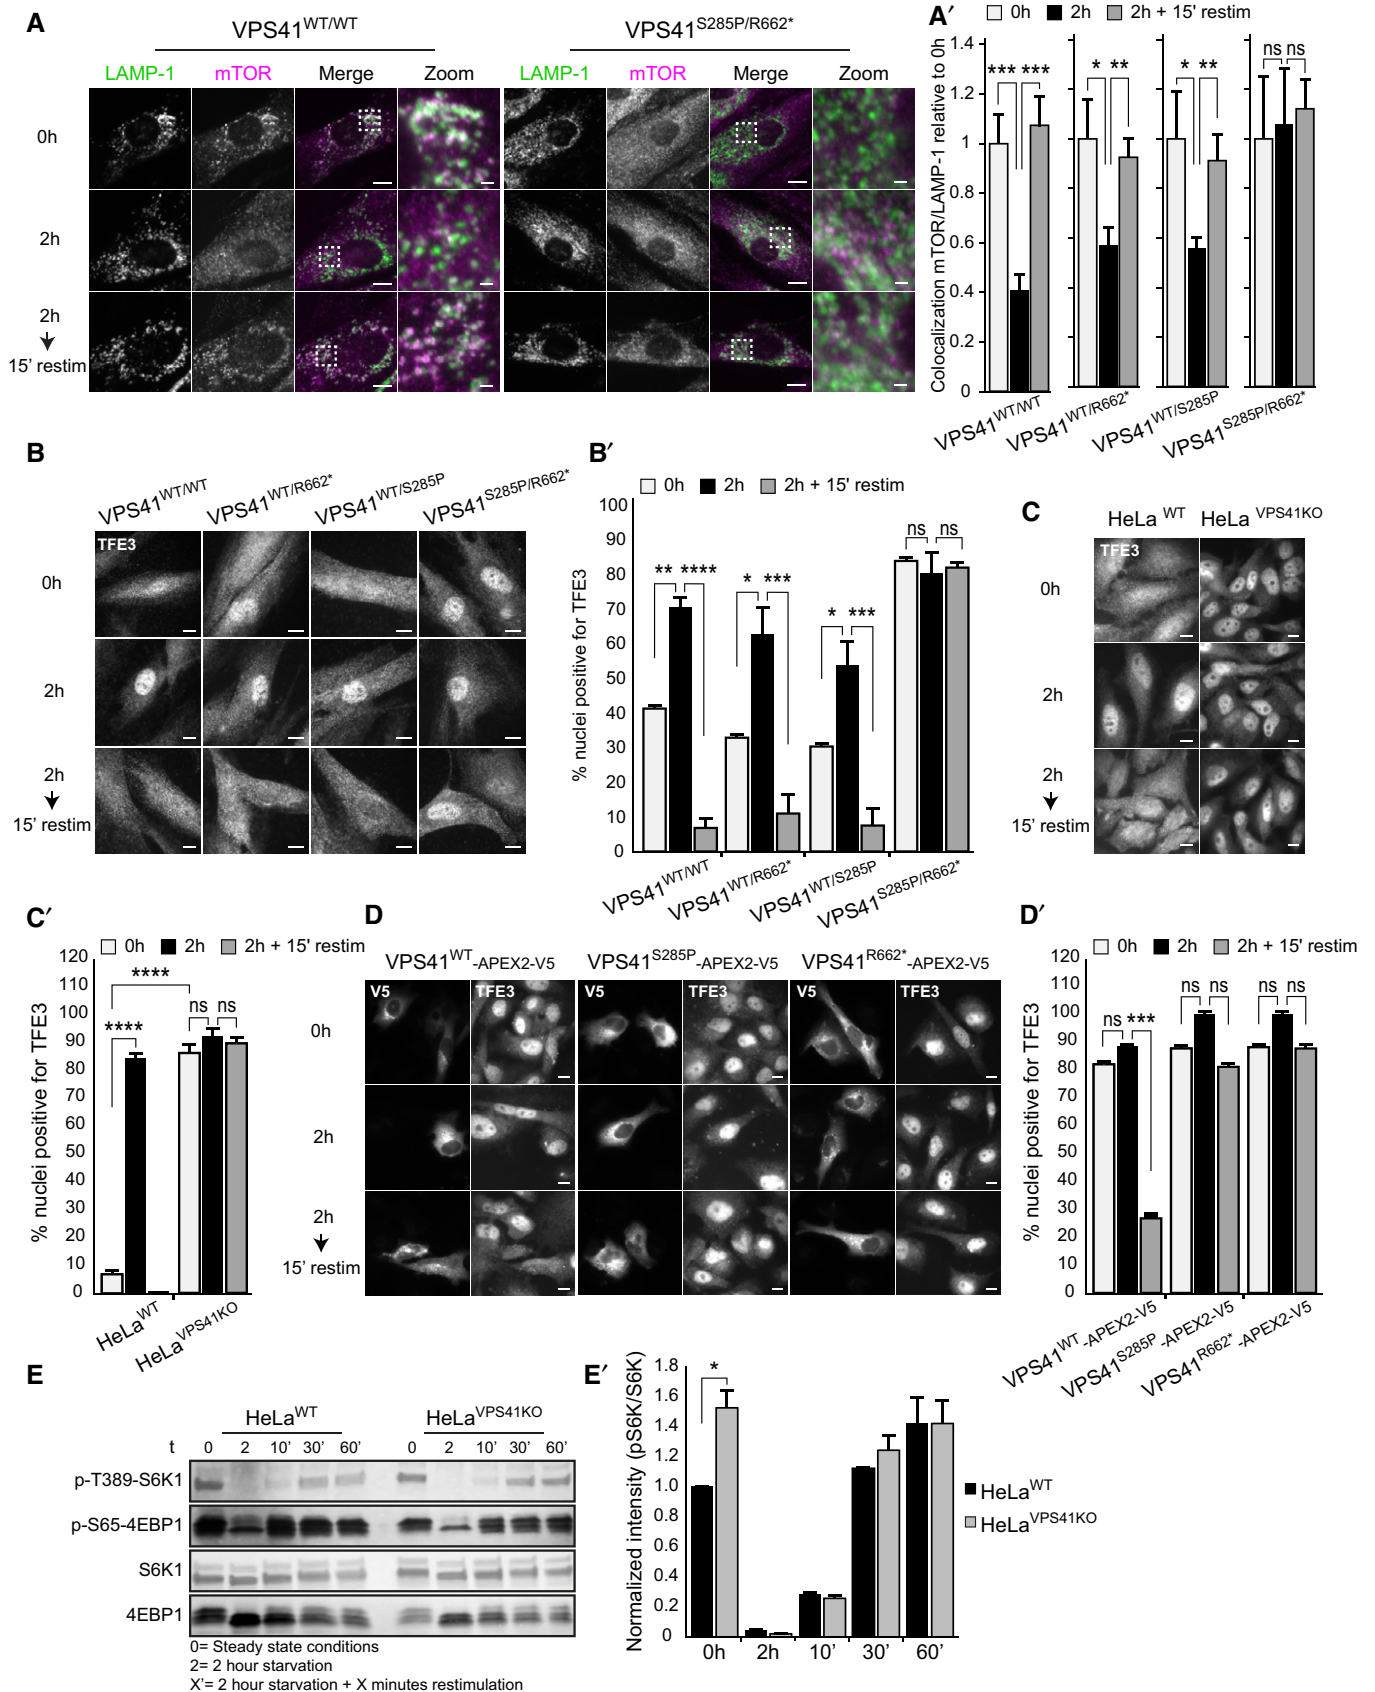 A
VPS41WT/WT
VPS41S285P/R662*
LAMP-1 mTOR Merge Zoom LAMP-1 mTOR Merge Zoom
0h
2h
2h
15' restim
A′
0h 2h 2h + 15' restim
Colocalization mTOR/LAMP-1 relative to 0h
1.4
1.2
1
0.8
0.6
0.4
0.2
0
*** *** * ** * ** ns ns
VPS41WT/WT
VPS41WT/R662*
VPS41WT/S285P
VPS41S285P/R662*
B
VPS41WT/WT
VPS41WT/R662*
VPS41WT/S285P
VPS41S285P/R662*
TFE3
0h
2h
2h
15' restim
B′
0h 2h 2h + 15' restim
% nuclei positive for TFE3
100
90
80
70
60
50
40
30
20
10
0
** **** * *** * *** ns ns
VPS41WT/WT
VPS41WT/R662*
VPS41WT/S285P
VPS41S285P/R662*
C
HeLa WT HeLa VPS41KO
TFE3
0h
2h
2h
15' restim
C′
0h 2h 2h + 15' restim
% nuclei positive for TFE3
120
110
100
90
80
70
60
50
40
30
20
10
0
****
**** ns ns
HeLaWT
HeLaVPS41KO
D
VPS41WT-APEX2-V5 VPS41S285P-APEX2-V5 VPS41R662*-APEX2-V5
V5 TFE3 V5 TFE3 V5 TFE3
0h
2h
2h
15' restim
D′
0h 2h 2h + 15' restim
% nuclei positive for TFE3
120
110
100
90
80
70
60
50
40
30
20
10
0
ns *** ns ns ns ns
VPS41WT-APEX2-V5
VPS41S285P-APEX2-V5
VPS41R662*-APEX2-V5
E
HeLaWT HeLaVPS41KO
t 0 2 10' 30' 60' 0 2 10' 30' 60'
p-T389-S6K1
p-S65-4EBP1
S6K1
4EBP1
0= Steady state conditions
2= 2 hour starvation
X'= 2 hour starvation + X minutes restimulation
E′
Normalized intensity (pS6K/S6K)
1.8
1.6
1.4
1.2
1.0
0.8
0.6
0.4
0.2
0
*
0h 2h 10' 30' 60'
HeLaWT
HeLaVPS41KO